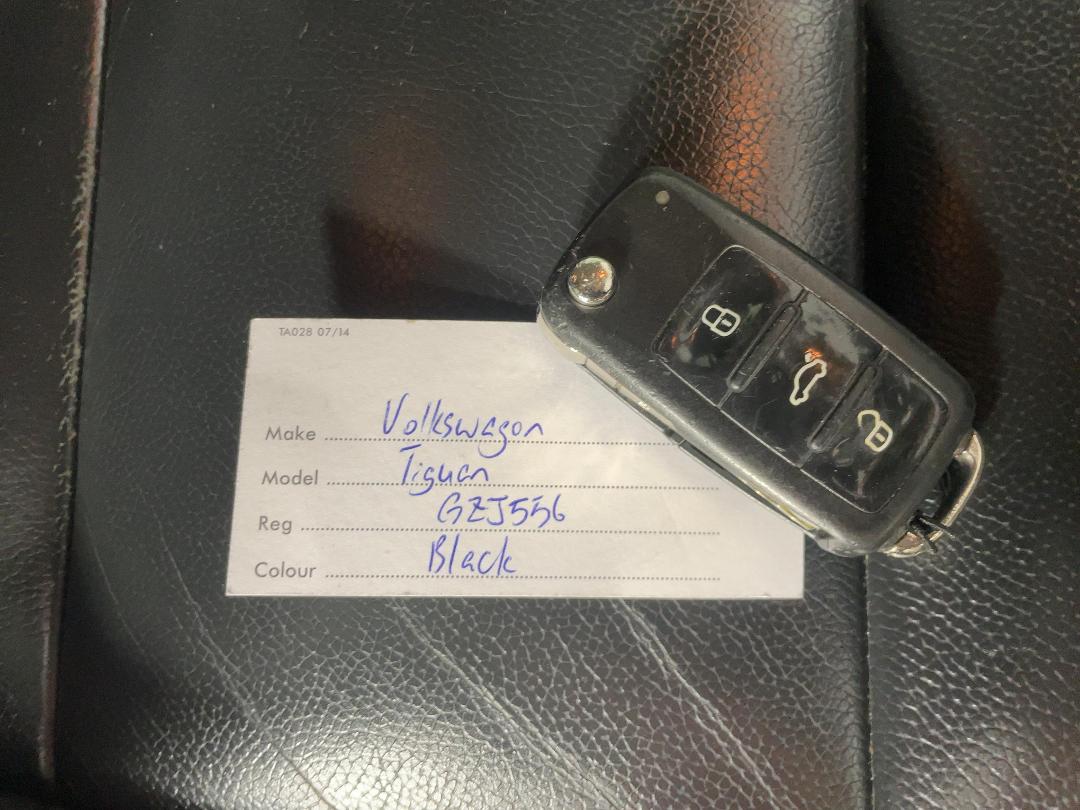 TA028 07/14
Make Volkswagon
Model Tiguan
Reg GZJ556
Colour Black